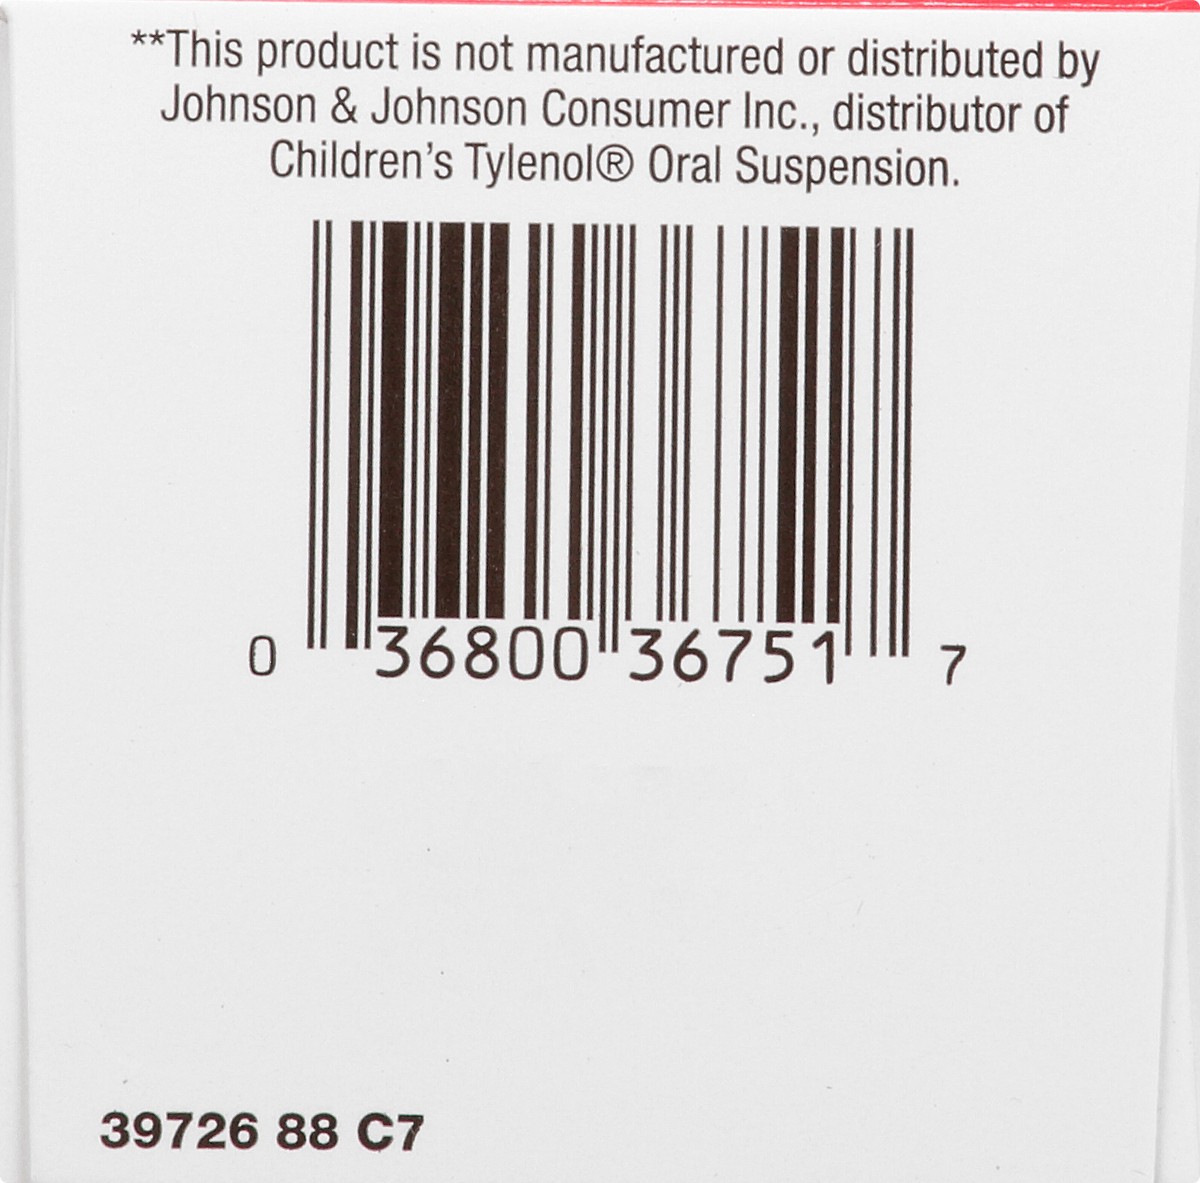 **This product is not manufactured or distributed by
Johnson & Johnson Consumer Inc., distributor of
Children's Tylenol® Oral Suspension.
0 36800 36751 7
39726 88 C7